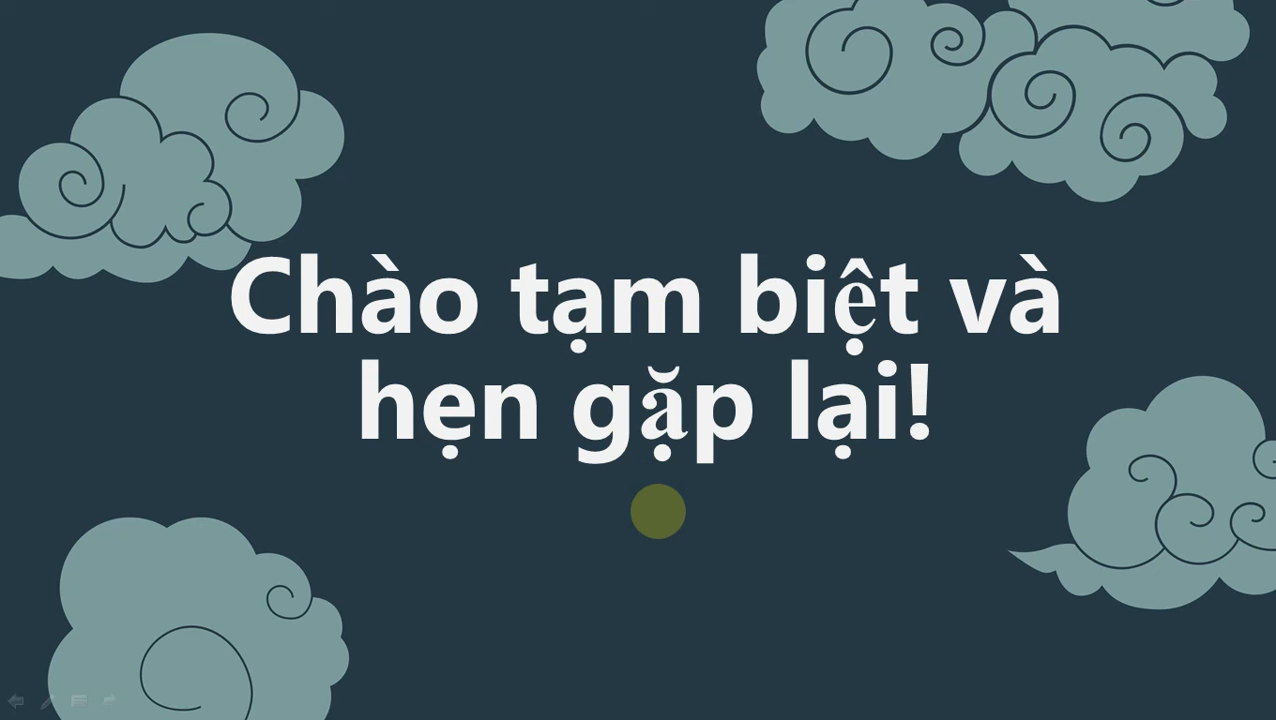 Chào tạm biệt và
hẹn gặp lại!